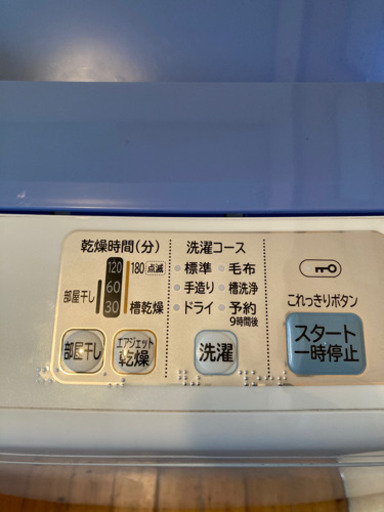 乾燥時間(分)
120
180 点滅
60
部屋干し
30
槽乾燥
部屋干し
エアジェット
乾燥
洗濯コース
標準 毛布
手造り 槽洗浄
ドライ 予約
9時間後
洗濯
これっきりボタン
スタート
一時停止